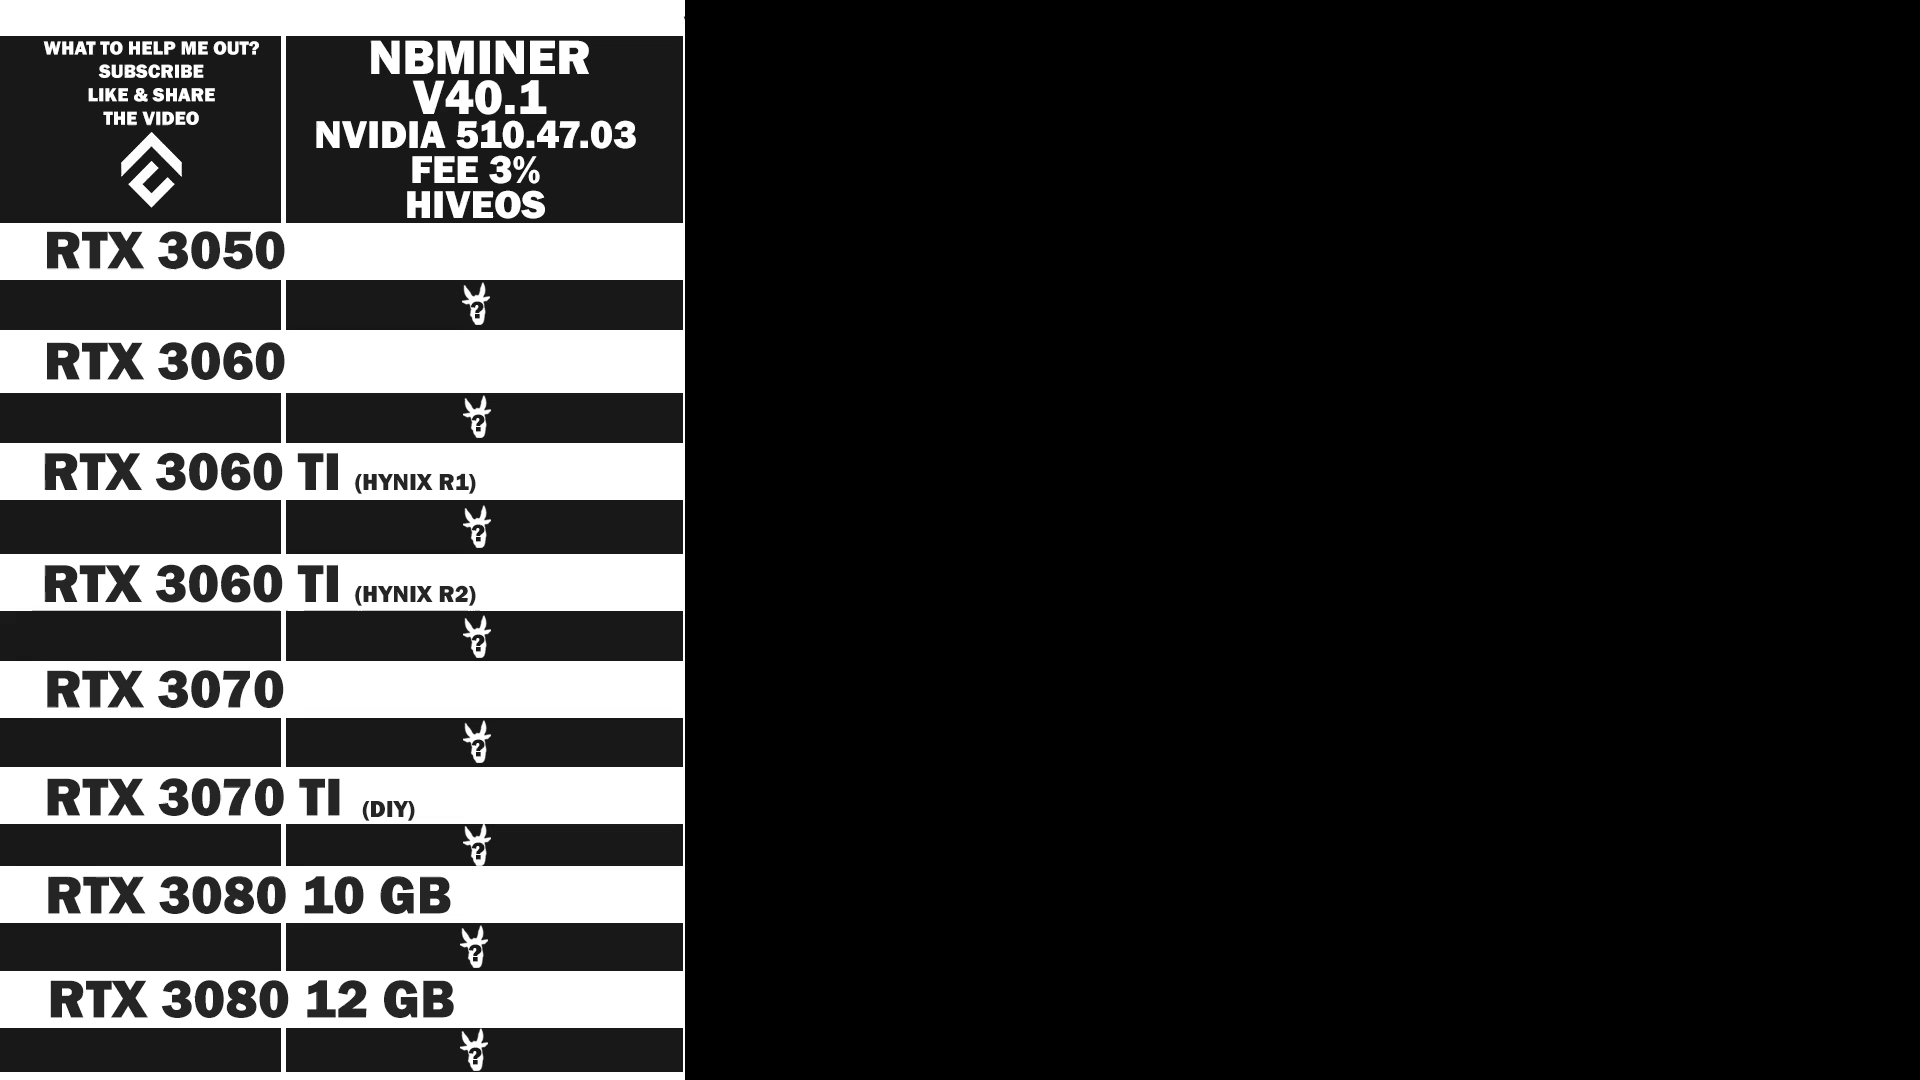 WHAT TO HELP ME OUT?
SUBSCRIBE
LIKE & SHARE
THE VIDEO
NBMINER
V40.1
NVIDIA 510.47.03
FEE 3%
HIVEOS
RTX 3050
?
RTX 3060
?
RTX 3060 TI (HYNIX R1)
?
RTX 3060 TI (HYNIX R2)
?
RTX 3070
?
RTX 3070 TI (DIY)
?
RTX 3080 10 GB
?
RTX 3080 12 GB
?